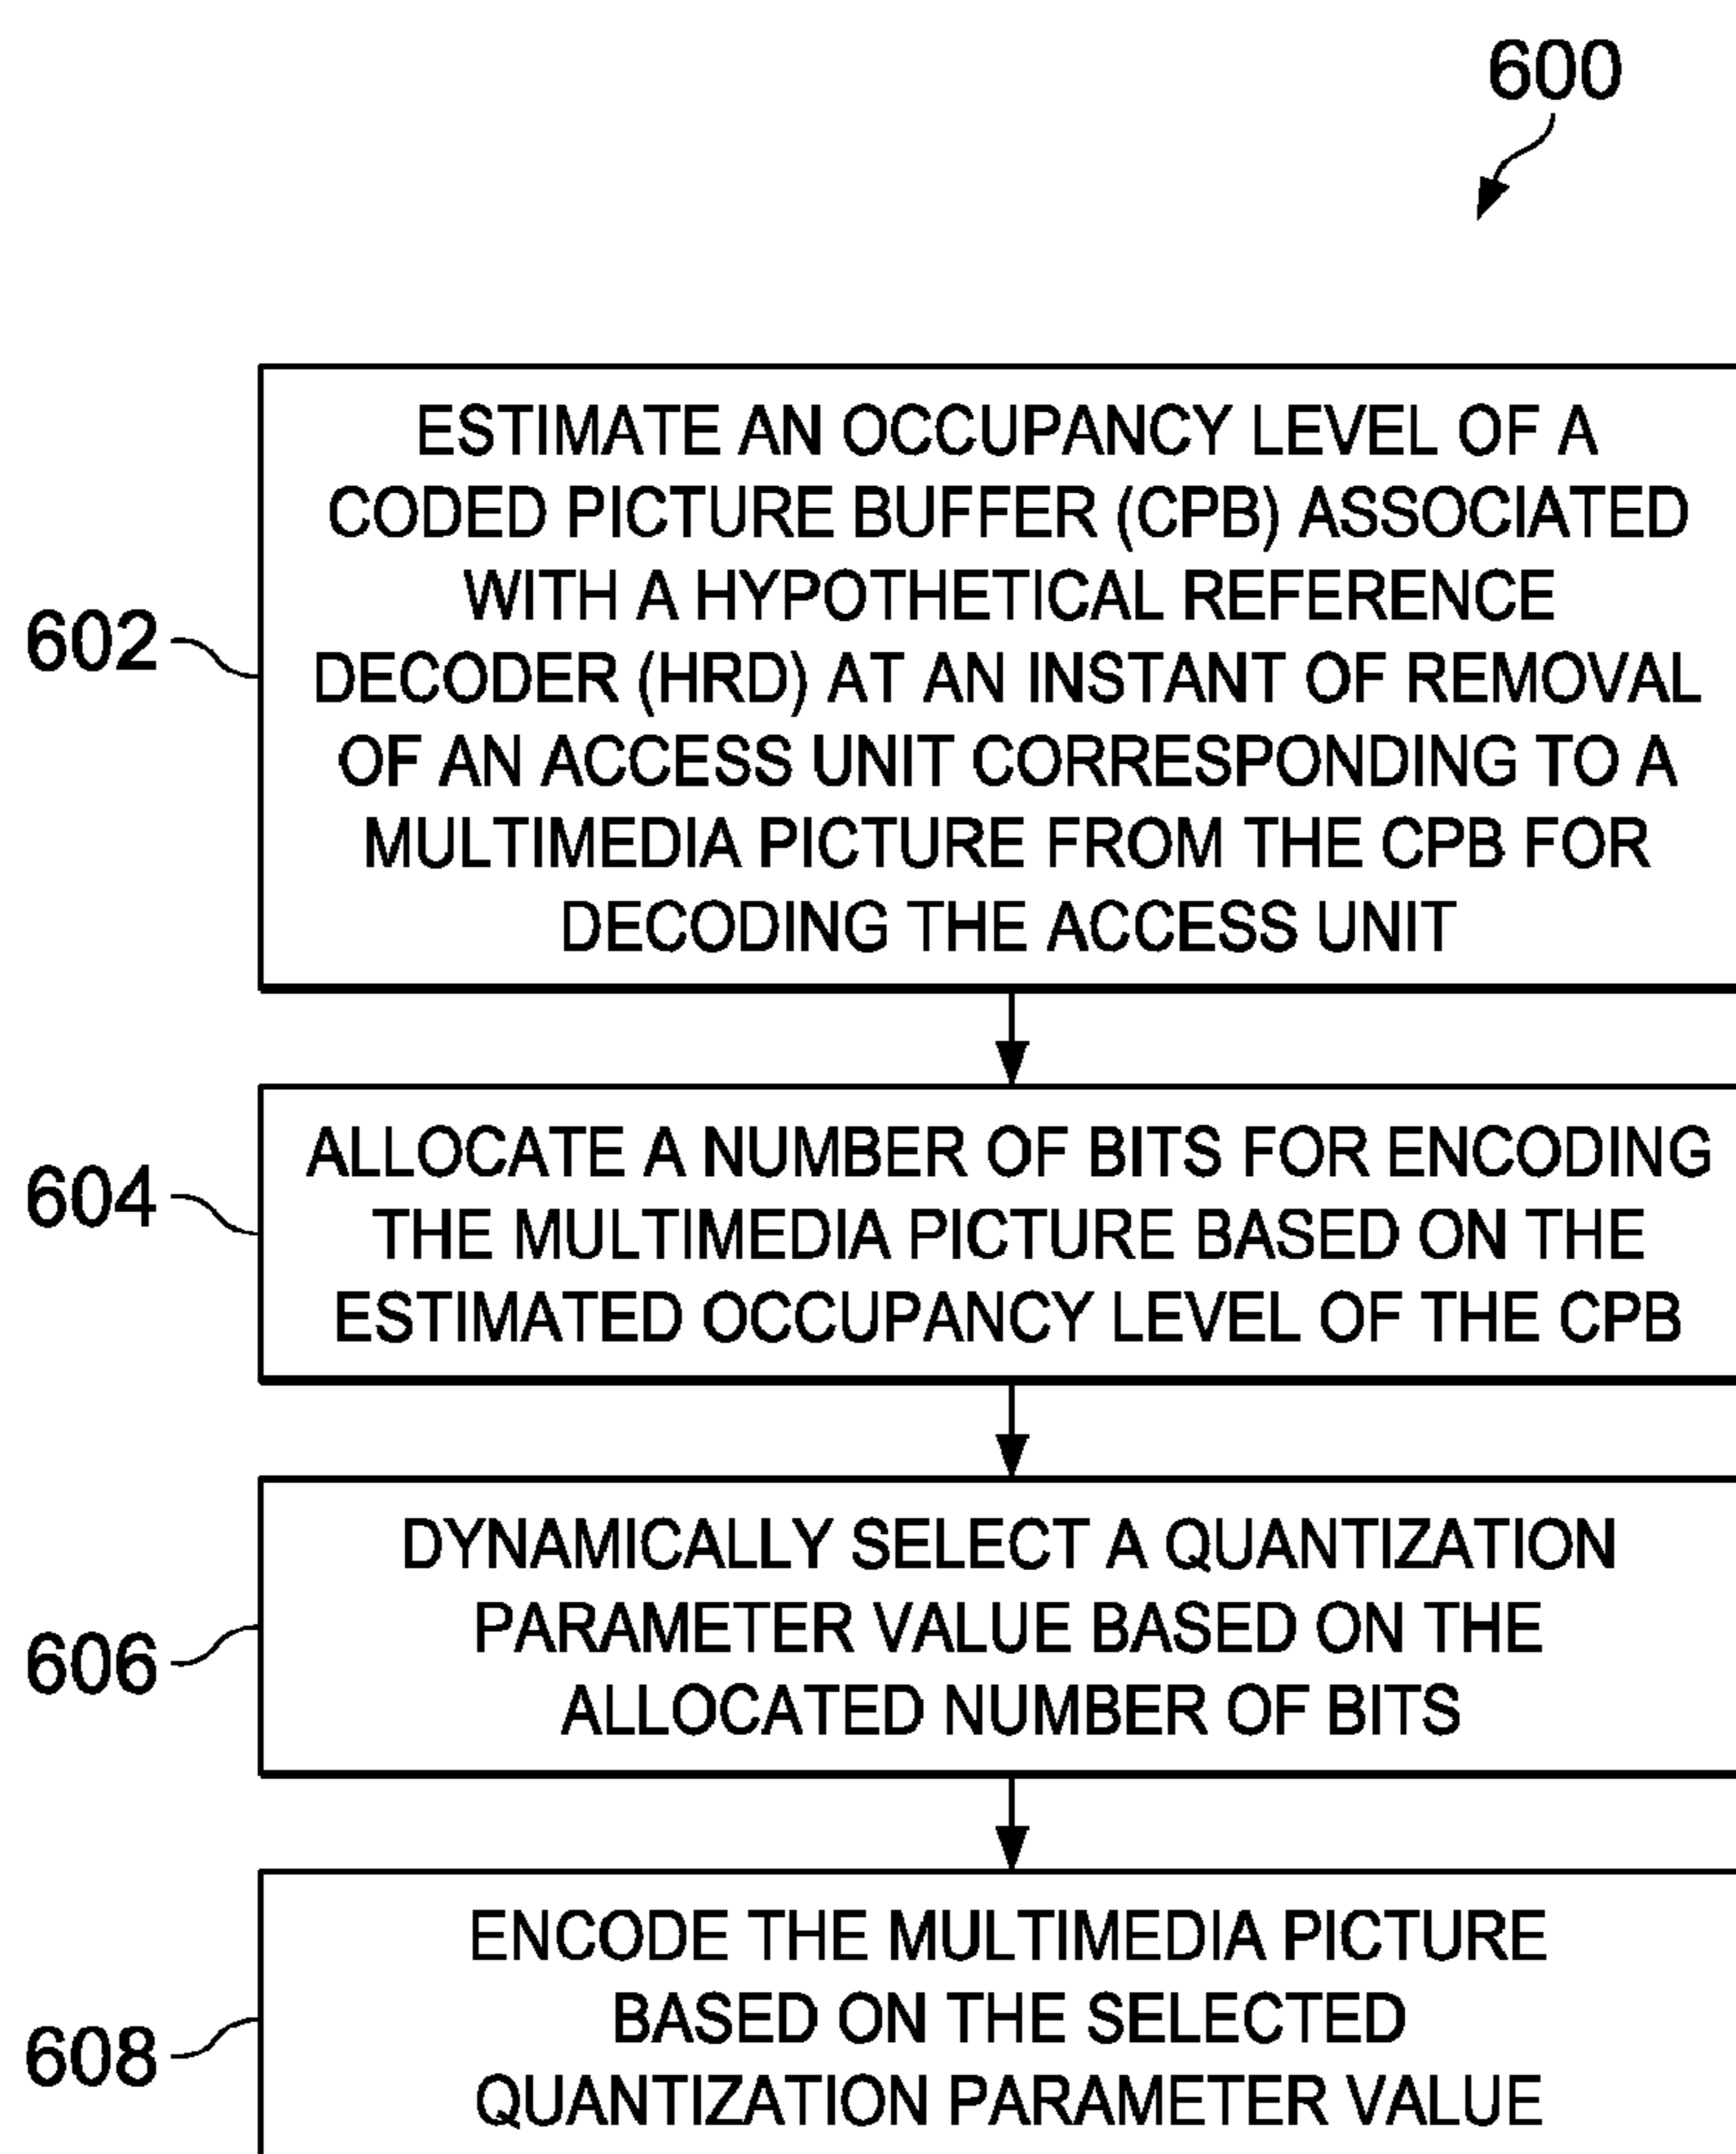 600
602
ESTIMATE AN OCCUPANCY LEVEL OF A
CODED PICTURE BUFFER (CPB) ASSOCIATED
WITH A HYPOTHETICAL REFERENCE
DECODER (HRD) AT AN INSTANT OF REMOVAL
OF AN ACCESS UNIT CORRESPONDING TO A
MULTIMEDIA PICTURE FROM THE CPB FOR
DECODING THE ACCESS UNIT
604
ALLOCATE A NUMBER OF BITS FOR ENCODING
THE MULTIMEDIA PICTURE BASED ON THE
ESTIMATED OCCUPANCY LEVEL OF THE CPB
606
DYNAMICALLY SELECT A QUANTIZATION
PARAMETER VALUE BASED ON THE
ALLOCATED NUMBER OF BITS
608
ENCODE THE MULTIMEDIA PICTURE
BASED ON THE SELECTED
QUANTIZATION PARAMETER VALUE